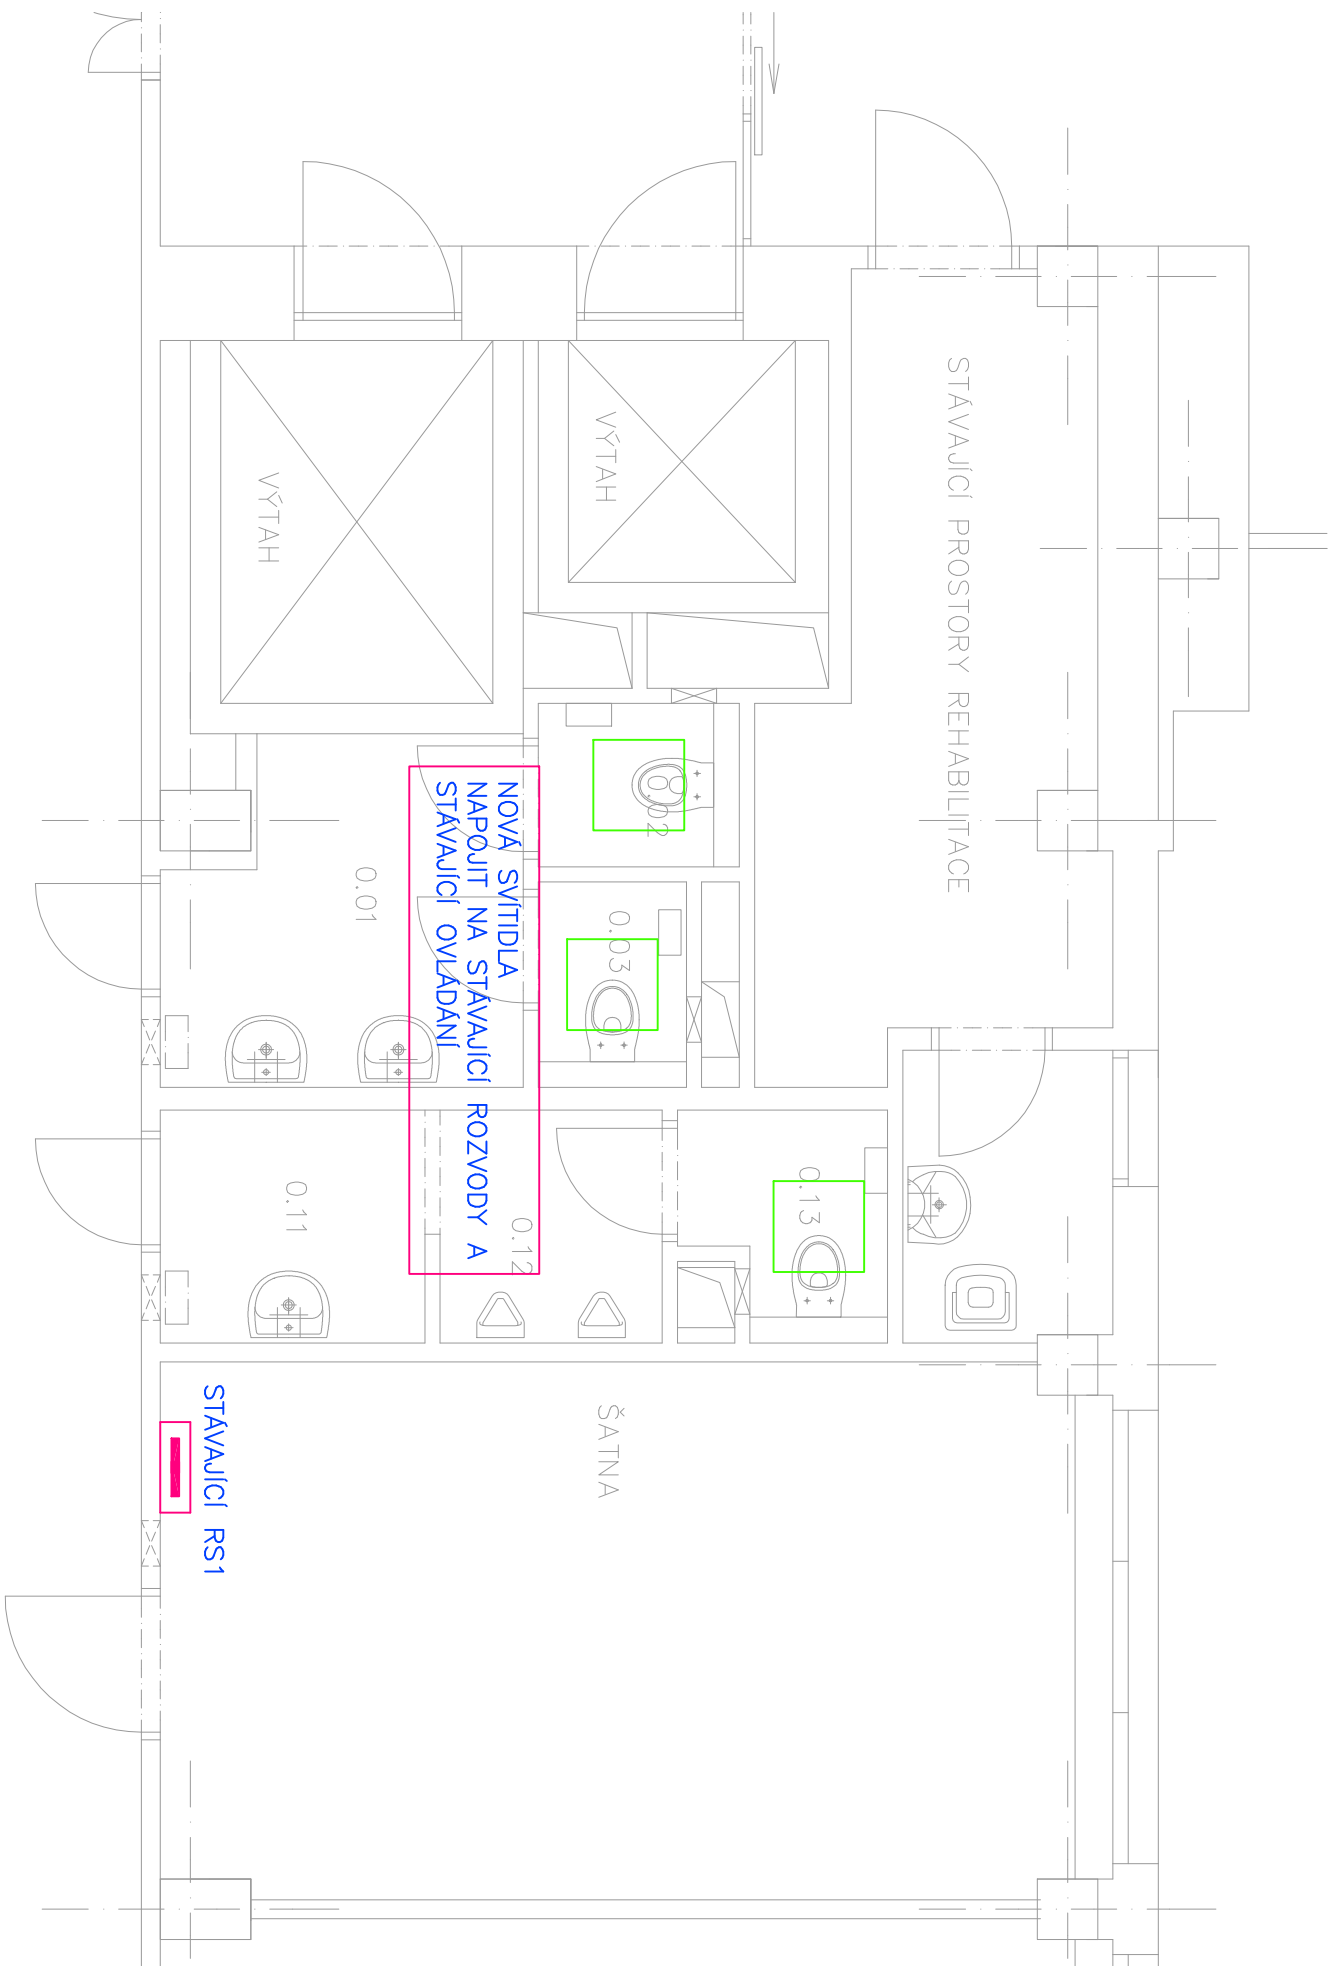 STÁVAJÍCÍ PROSTORY REHABILITACE
VÝTAH
VÝTAH
0.02
0.03
0.01
NOVÁ SVÍTIDLA
NAPOJIT NA STÁVAJÍCÍ ROZVODY A
STÁVAJÍCÍ OVLÁDÁNÍ
0.13
0.12
0.11
ŠATNA
STÁVAJÍCÍ RS1